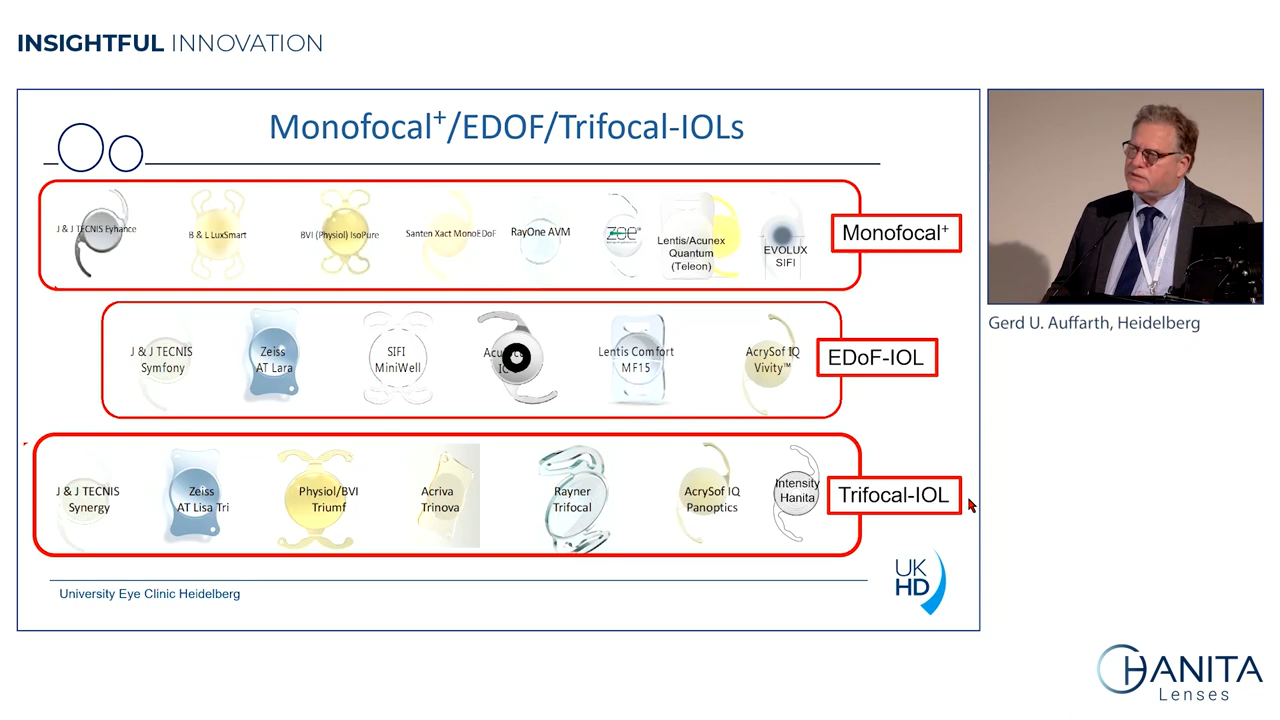 INSIGHTFUL INNOVATION
Monofocal+/EDOF/Trifocal-IOLs
J & J TECNIS Eyhance
B & L LuxSmart
BVI (Physiol) IsoPure
Santen Xact MonoEDoF
RayOne AVM
zoe
Lentis/Acunex
Quantum
(Teleon)
EVOLUX
SIFI
Monofocal+
J & J TECNIS
Symfony
Zeiss
AT Lara
SIFI
MiniWell
Lentis Comfort
MF15
AcrySof IQ
Vivity™
EDoF-IOL
J & J TECNIS
Synergy
Zeiss
AT Lisa Tri
Physiol/BVI
Triumf
Acriva
Trinova
Rayner
Trifocal
AcrySof IQ
Panoptics
Intensity
Hanita
Trifocal-IOL
University Eye Clinic Heidelberg
UK
HD
Gerd U. Auffarth, Heidelberg
HANITA
Lenses